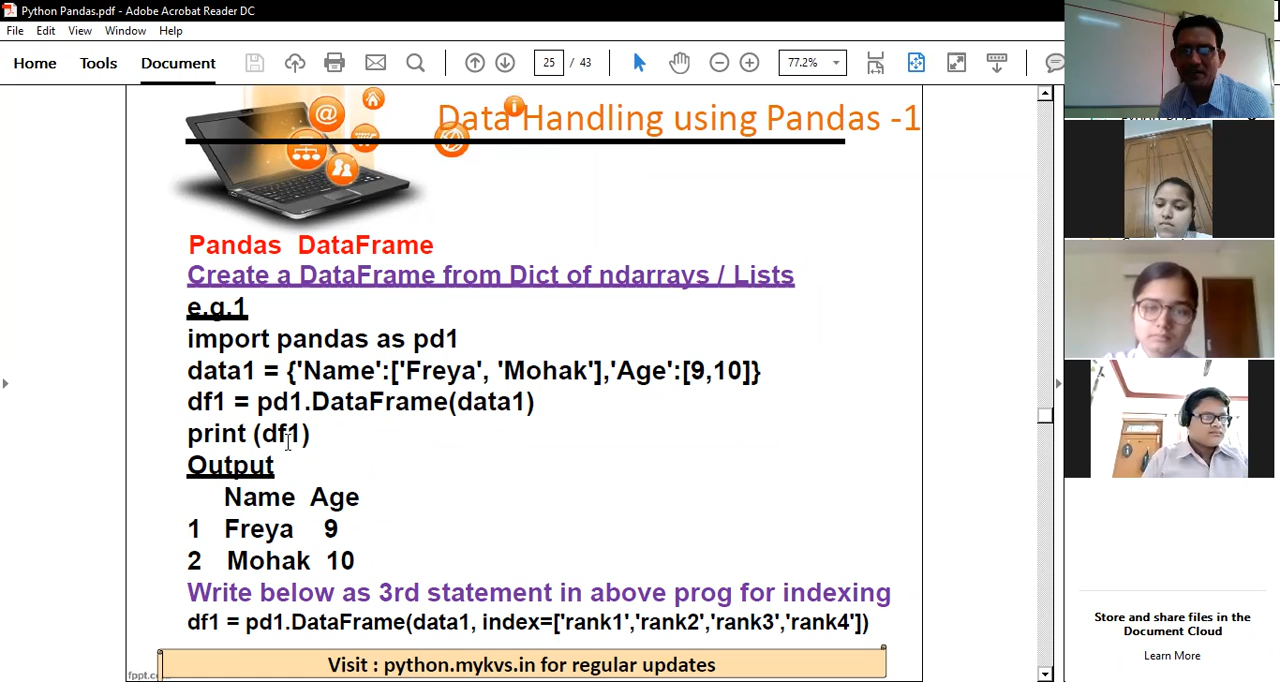 Python Pandas.pdf - Adobe Acrobat Reader DC
File Edit View Window Help
Home Tools Document 25 / 43 77.2%
Data Handling using Pandas -1
Pandas DataFrame
Create a DataFrame from Dict of ndarrays / Lists
e.g.1
import pandas as pd1
data1 = {'Name':['Freya', 'Mohak'],'Age':[9,10]}
df1 = pd1.DataFrame(data1)
print (df1)
Output
Name Age
1 Freya 9
2 Mohak 10
Write below as 3rd statement in above prog for indexing
df1 = pd1.DataFrame(data1, index=['rank1','rank2','rank3','rank4'])
Visit : python.mykvs.in for regular updates
Store and share files in the
Document Cloud
Learn More